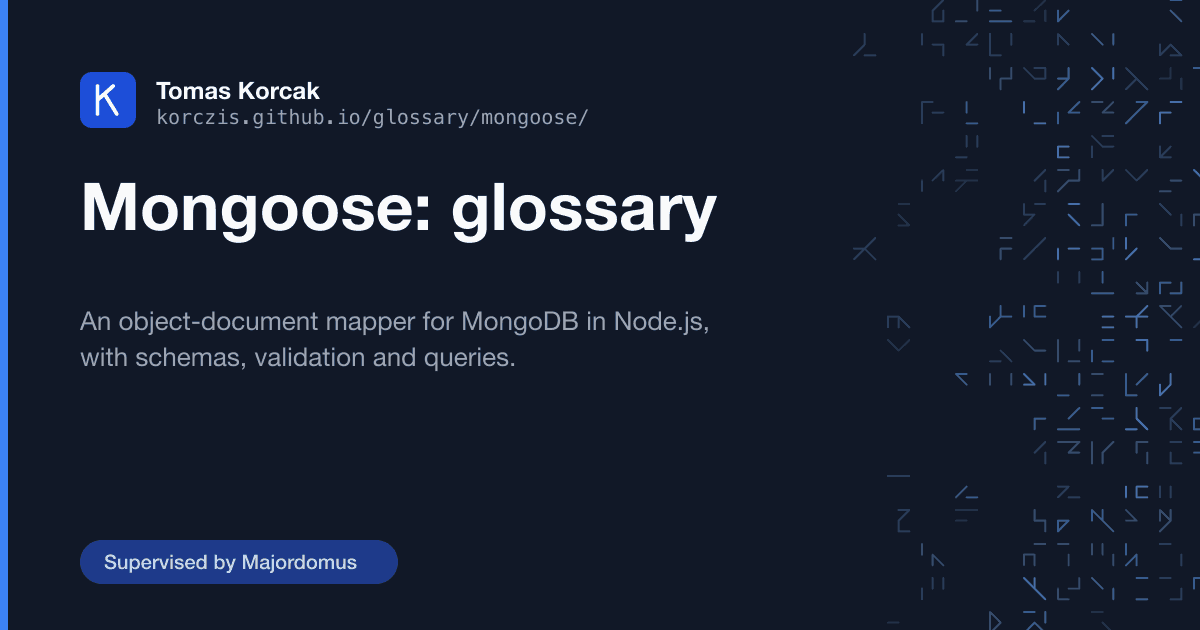 K
Tomas Korcak
korczis.github.io/glossary/mongoose/
Mongoose: glossary
An object-document mapper for MongoDB in Node.js,
with schemas, validation and queries.
Supervised by Majordomus